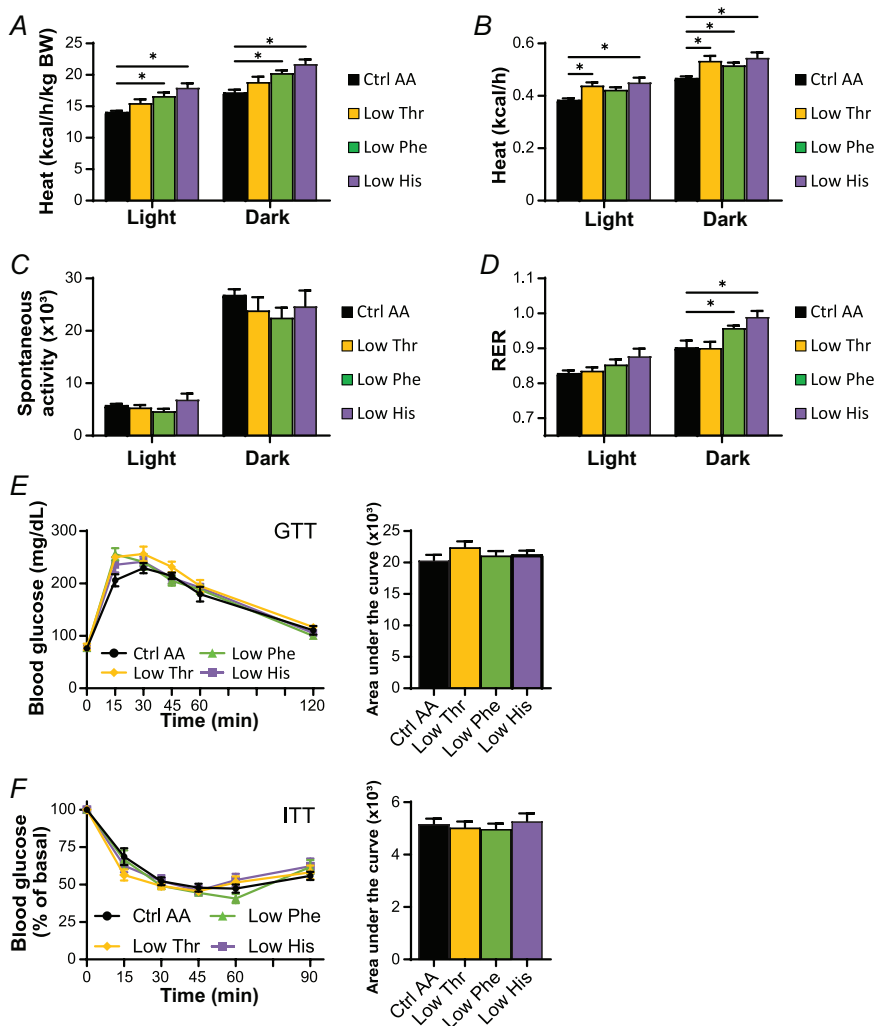 A
Heat (kcal/h/kg BW)
25
20
15
10
5
0
*
*
*
*
Light
Dark
Ctrl AA
Low Thr
Low Phe
Low His
B
Heat (kcal/h)
0.6
0.4
0.2
0
*
*
*
*
*
Light
Dark
Ctrl AA
Low Thr
Low Phe
Low His
C
Spontaneous
activity (x10³)
30
20
10
0
Light
Dark
Ctrl AA
Low Thr
Low Phe
Low His
D
RER
1.1
1.0
0.9
0.8
0.7
*
*
Light
Dark
Ctrl AA
Low Thr
Low Phe
Low His
E
GTT
Blood glucose (mg/dL)
300
200
100
0
Ctrl AA
Low Phe
Low Thr
Low His
0 15 30 45 60 120
Time (min)
Area under the curve (x10³)
25
20
15
10
5
0
Ctrl AA
Low Thr
Low Phe
Low His
F
ITT
Blood glucose
(% of basal)
100
75
50
25
0
Ctrl AA
Low Phe
Low Thr
Low His
0 15 30 45 60 90
Time (min)
Area under the curve (x10³)
6
4
2
0
Ctrl AA
Low Thr
Low Phe
Low His